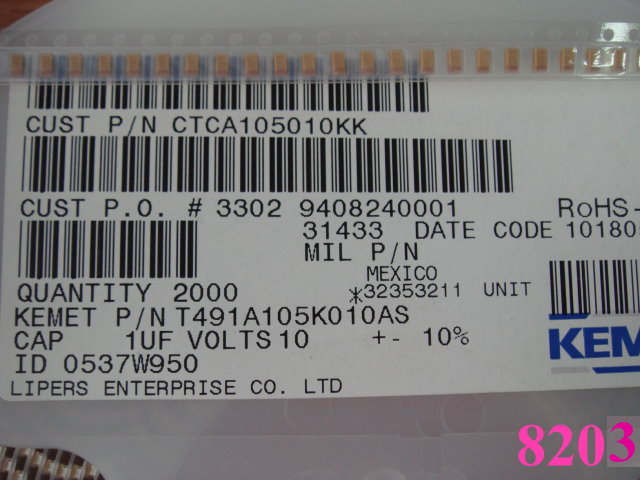 CUST P/N CTCA105010KK
CUST P.O. # 3302 9408240001 RoHS-
31433 DATE CODE 10180
MIL P/N
MEXICO
QUANTITY 2000 *32353211 UNIT
KEMET P/N T491A105K010AS
CAP 1UF VOLTS 10 +- 10%
KEM
ID 0537W950
LIPERS ENTERPRISE CO. LTD
8203